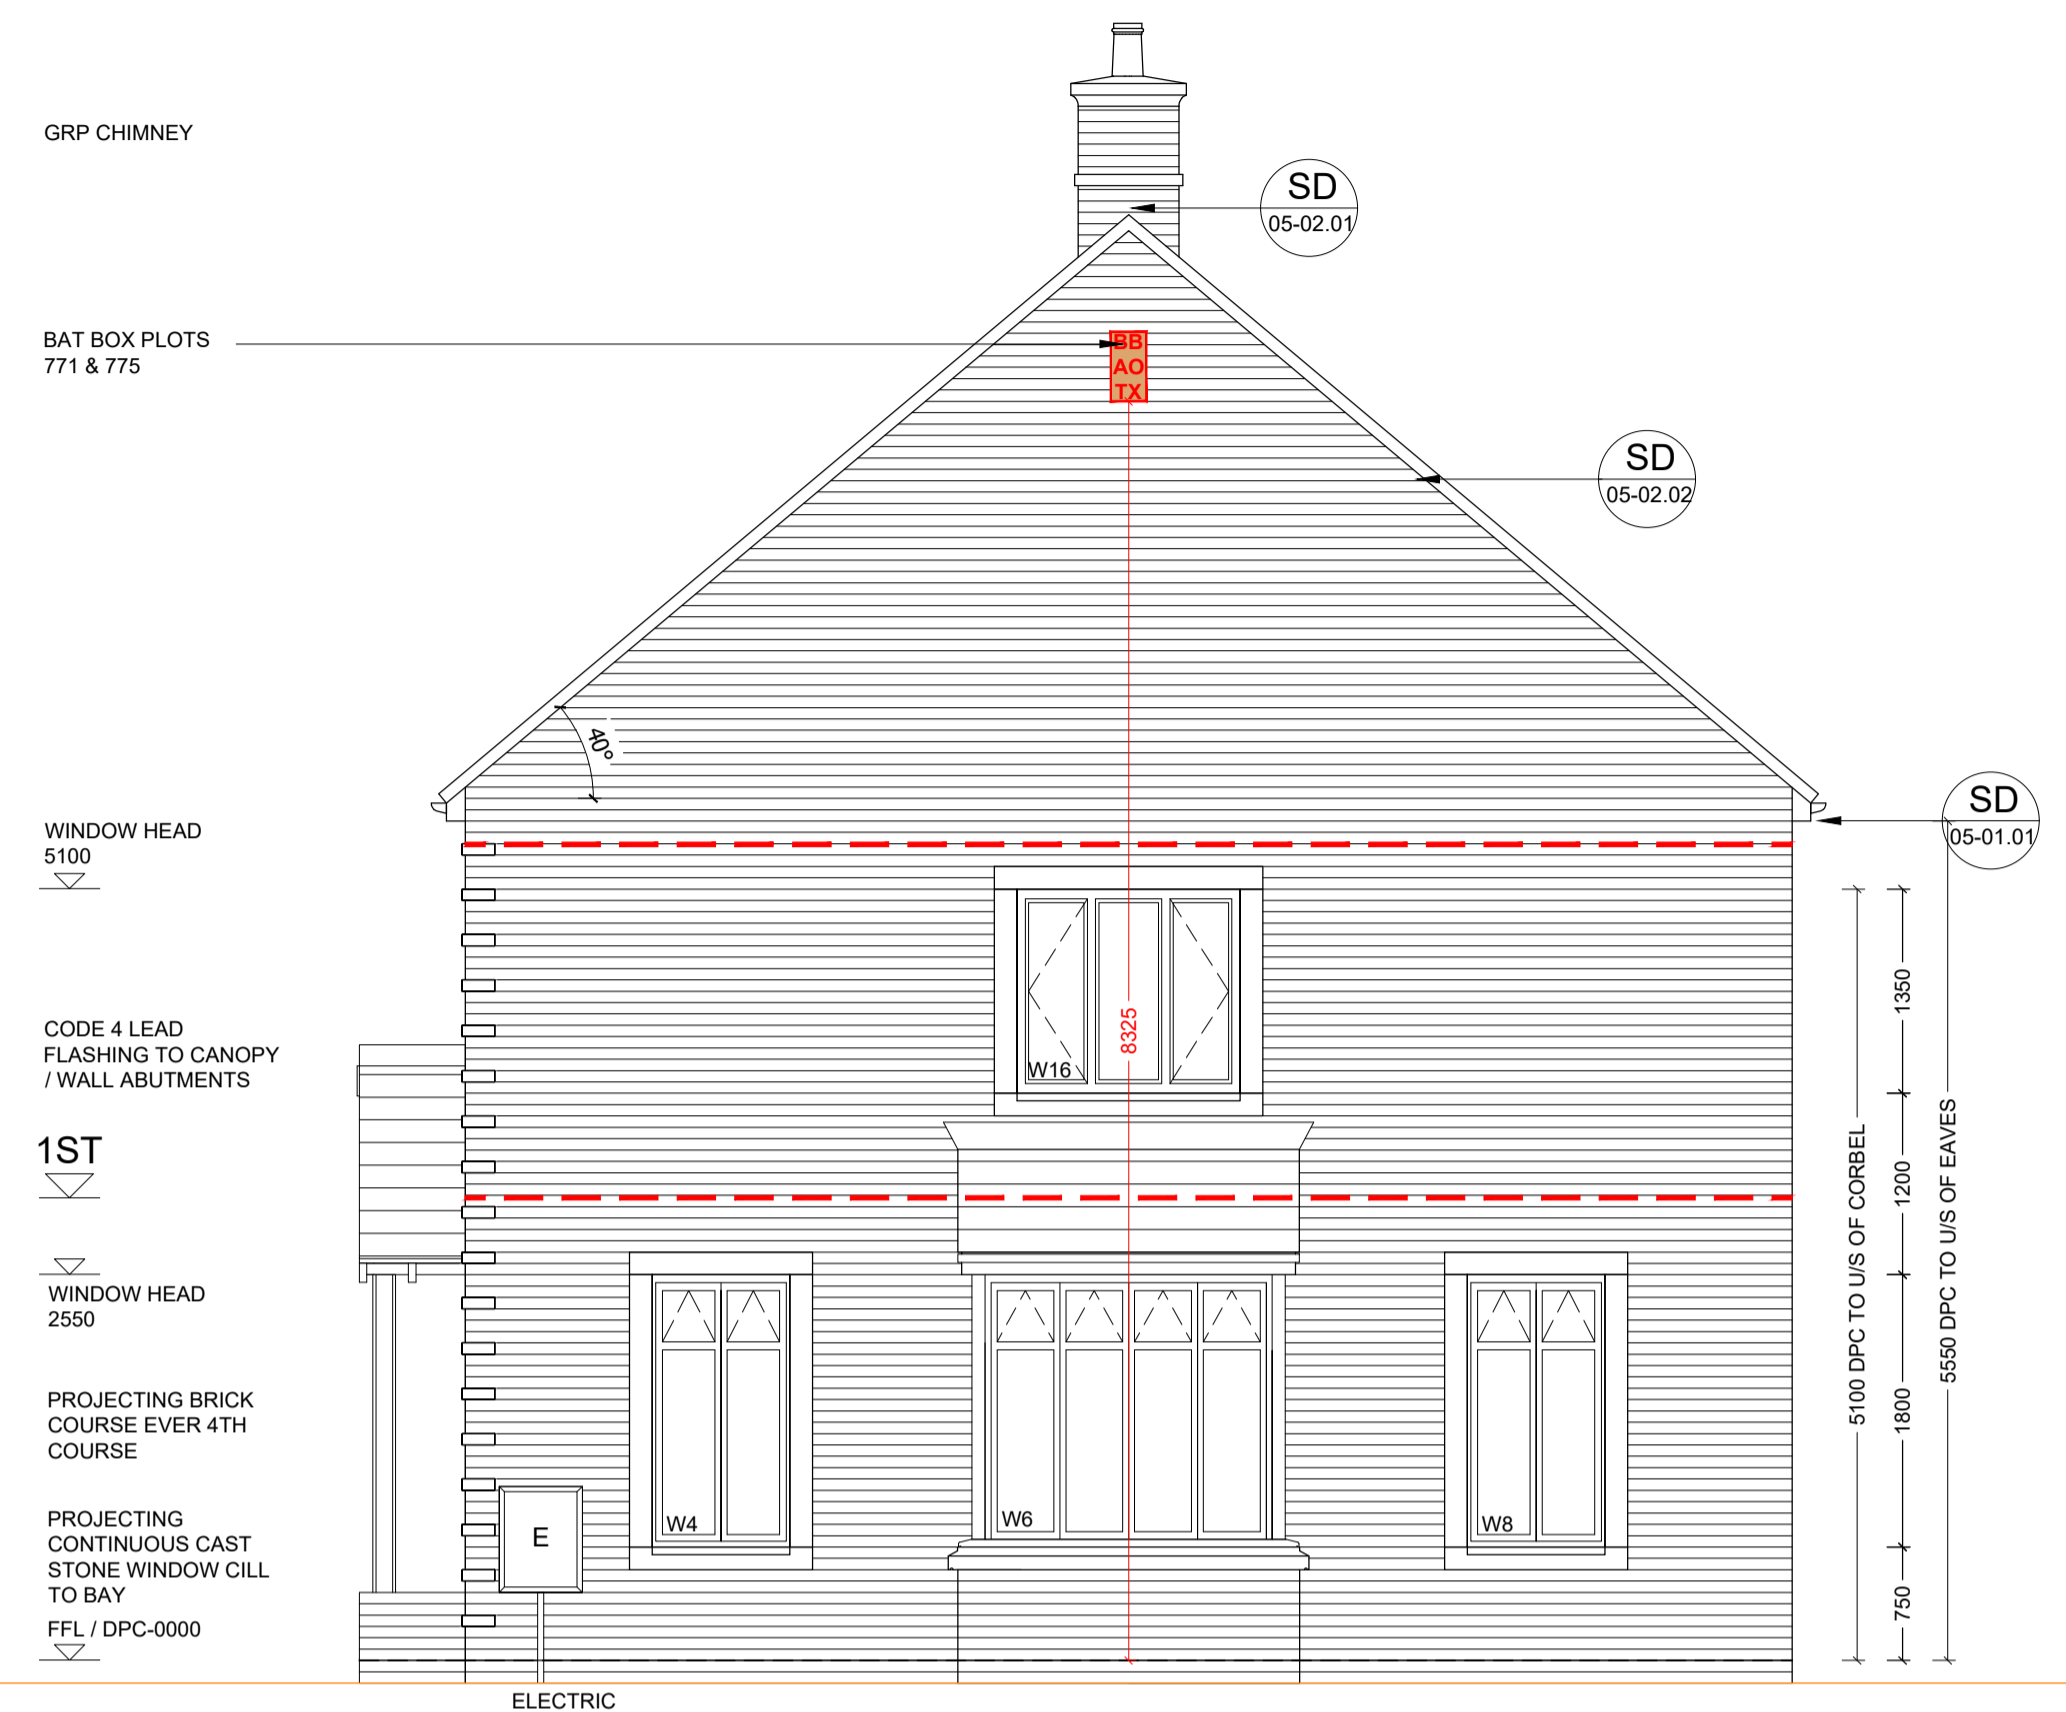 GRP CHIMNEY
SD
05-02.01
BAT BOX PLOTS
771 & 775
BB
AO
TX
SD
05-02.02
40°
WINDOW HEAD
5100
SD
05-01.01
1350
8325
CODE 4 LEAD
FLASHING TO CANOPY
/ WALL ABUTMENTS
W16
1ST
5100 DPC TO U/S OF CORBEL
1200
5550 DPC TO U/S OF EAVES
WINDOW HEAD
2550
PROJECTING BRICK
COURSE EVER 4TH
COURSE
1800
PROJECTING
CONTINUOUS CAST
STONE WINDOW CILL
TO BAY
E
W4
W6
W8
750
FFL / DPC-0000
ELECTRIC